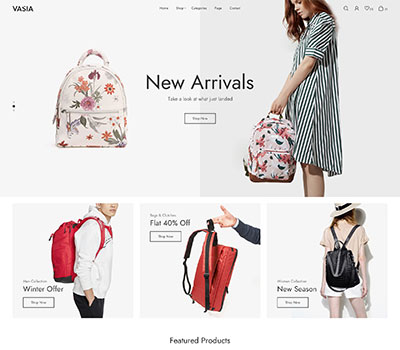 VASIA
Home Shop Categories Page Contact
New Arrivals
Take a look at what just landed
Shop Now
Bags & Clutches
Flat 40% Off
Shop Now
Men Collection
Winter Offer
Shop Now
Women Collection
New Season
Shop Now
Featured Products